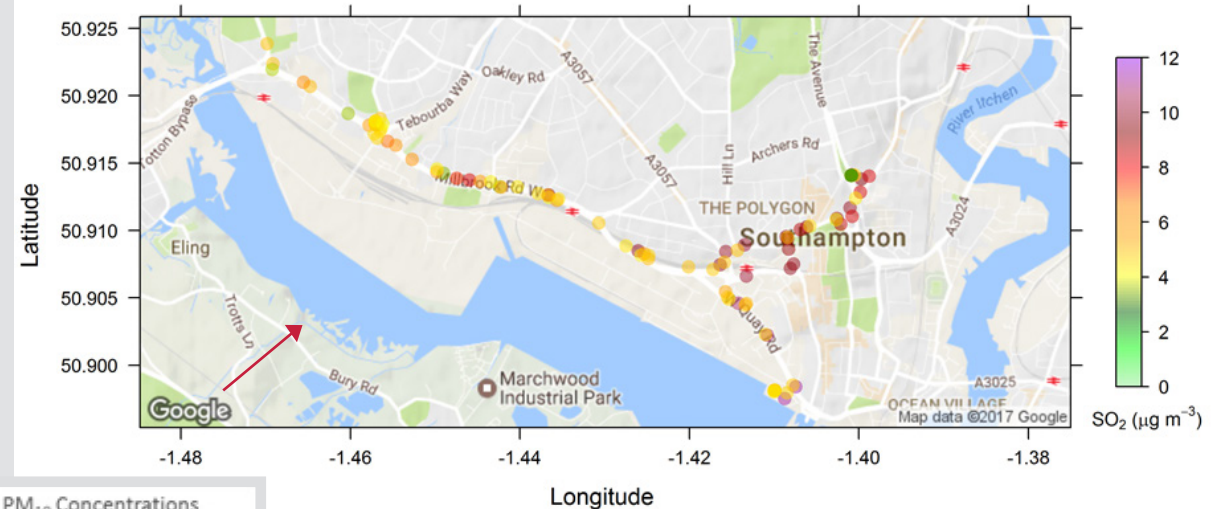 50.925
50.920
50.915
50.910
50.905
50.900
Latitude
-1.48
-1.46
-1.44
-1.42
-1.40
-1.38
Longitude
Totton Bypass
Tebourba Way
Oakley Rd
A3057
The Avenue
River Itchen
Archers Rd
Hill Ln
A3057
Millbrook Rd W
THE POLYGON
Southampton
A3024
Eling
Trotts Ln
Bury Rd
Quay Rd
Marchwood
Industrial Park
A3025
OCEAN VILLAGE
Google
Map data ©2017 Google
12
10
8
6
4
2
0
SO₂ (μg m⁻³)
PM₁₀ Concentrations